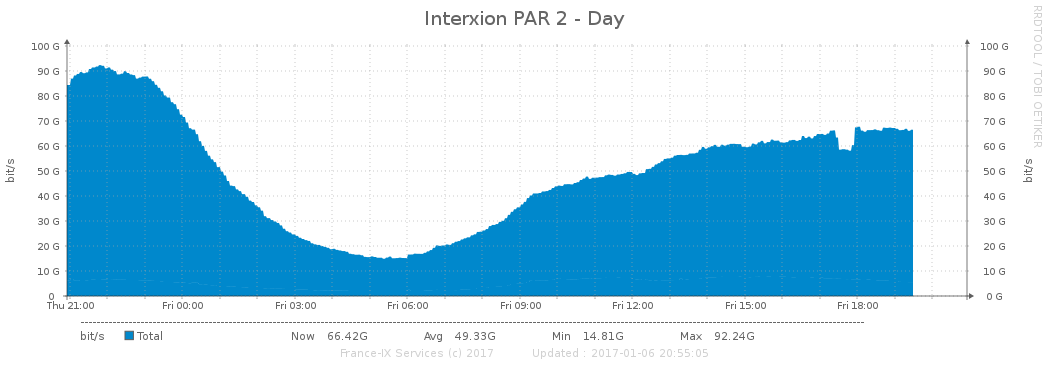 Interxion PAR 2 - Day
RRDTOOL / TOBI OETIKER
bit/s
100 G 100 G
90 G 90 G
80 G 80 G
70 G 70 G
60 G 60 G
50 G 50 G
40 G 40 G
30 G 30 G
20 G 20 G
10 G 10 G
0 0 G
bit/s
Thu 21:00 Fri 00:00 Fri 03:00 Fri 06:00 Fri 09:00 Fri 12:00 Fri 15:00 Fri 18:00
bit/s Total Now 66.42G Avg 49.33G Min 14.81G Max 92.24G
France-IX Services (c) 2017 Updated : 2017-01-06 20:55:05